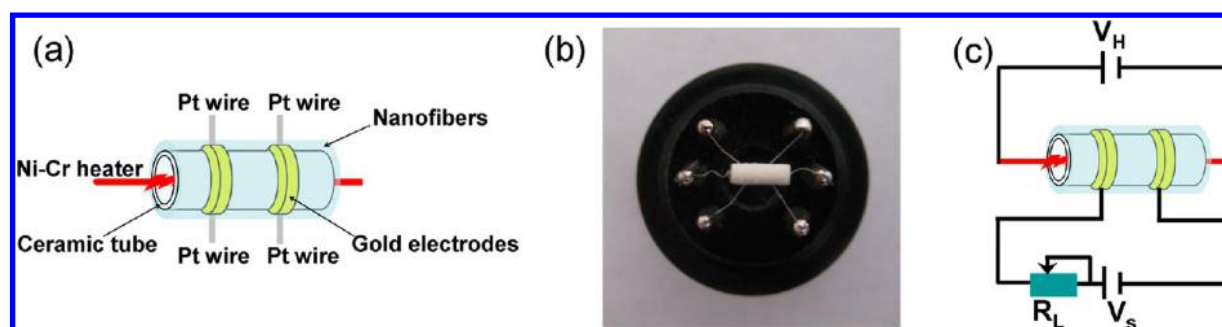 (a)
Pt wire Pt wire
Nanofibers
Ni-Cr heater
Ceramic tube
Gold electrodes
Pt wire Pt wire
(b)
(c)
V_H
R_L
V_s